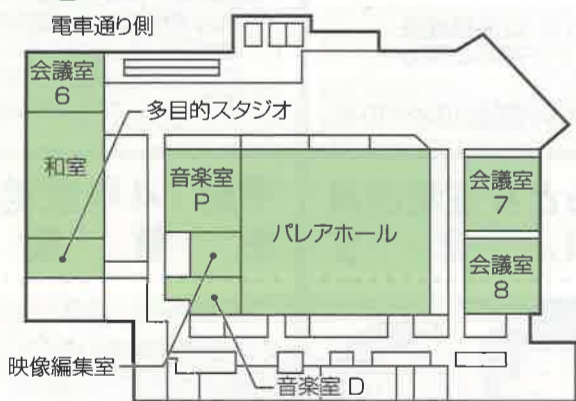 電車通り側
会議室
6
多目的スタジオ
和室
音楽室
P
パレアホール
会議室
7
会議室
8
映像編集室
音楽室 D